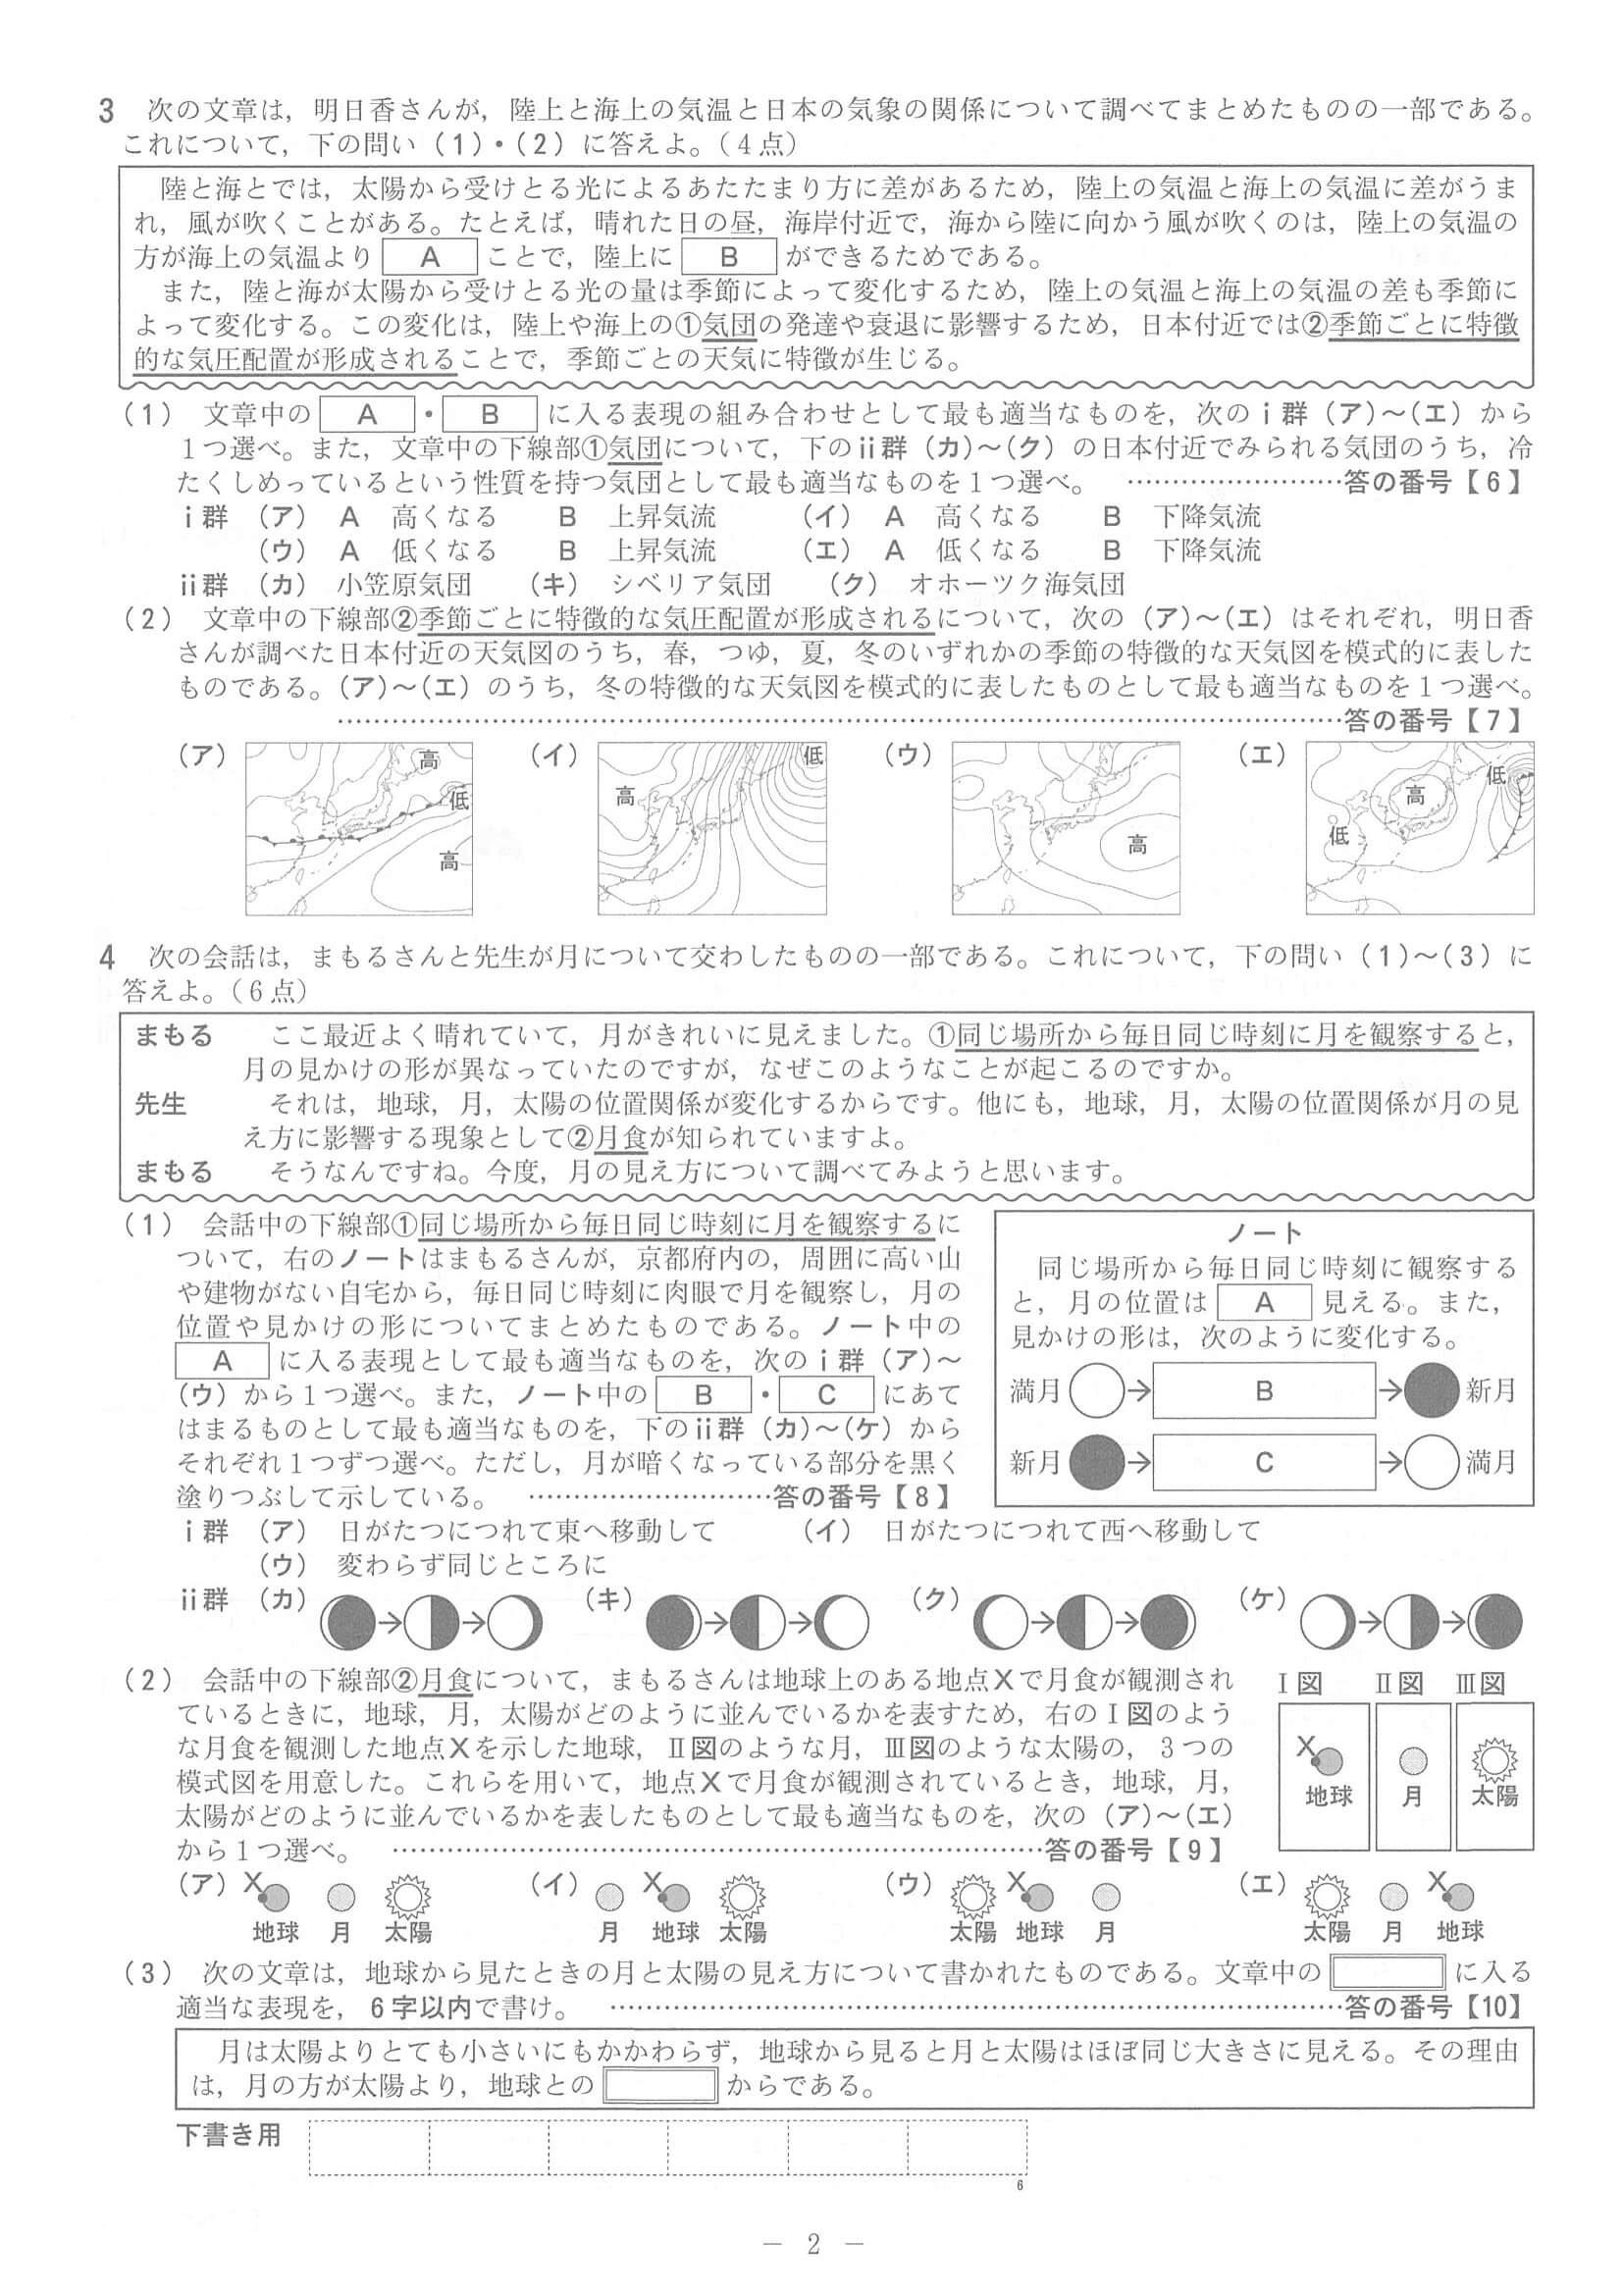 3 次の文章は，明日香さんが，陸上と海上の気温と日本の気象の関係について調べてまとめたものの一部である。
これについて，下の問い（1）・（2）に答えよ。（4点）
陸と海とでは，太陽から受けとる光によるあたたまり方に差があるため，陸上の気温と海上の気温に差がうま
れ，風が吹くことがある。たとえば，晴れた日の昼，海岸付近で，海から陸に向かう風が吹くのは，陸上の気温の
方が海上の気温より A ことで，陸上に B ができるためである。
また，陸と海が太陽から受けとる光の量は季節によって変化するため，陸上の気温と海上の気温の差も季節に
よって変化する。この変化は，陸上や海上の①気団の発達や衰退に影響するため，日本付近では②季節ごとに特徴
的な気圧配置が形成されることで，季節ごとの天気に特徴が生じる。
（1） 文章中の A ・ B に入る表現の組み合わせとして最も適当なものを，次のⅰ群（ア）～（エ）から
1つ選べ。また，文章中の下線部①気団について，下のⅱ群（カ）～（ク）の日本付近でみられる気団のうち，冷
たくしめっているという性質を持つ気団として最も適当なものを1つ選べ。 ……………………答の番号【6】
ⅰ群 （ア） A 高くなる B 上昇気流 （イ） A 高くなる B 下降気流
（ウ） A 低くなる B 上昇気流 （エ） A 低くなる B 下降気流
ⅱ群 （カ） 小笠原気団 （キ） シベリア気団 （ク） オホーツク海気団
（2） 文章中の下線部②季節ごとに特徴的な気圧配置が形成されるについて，次の（ア）～（エ）はそれぞれ，明日香
さんが調べた日本付近の天気図のうち，春，つゆ，夏，冬のいずれかの季節の特徴的な天気図を模式的に表した
ものである。（ア）～（エ）のうち，冬の特徴的な天気図を模式的に表したものとして最も適当なものを1つ選べ。
……………………………………………………………………………………………………答の番号【7】
（ア） 高 低 高 （イ） 高 低 （ウ） 高 （エ） 高 低 低
4 次の会話は，まもるさんと先生が月について交わしたものの一部である。これについて，下の問い（1）～（3）に
答えよ。（6点）
まもる ここ最近よく晴れていて，月がきれいに見えました。①同じ場所から毎日同じ時刻に月を観察すると，
月の見かけの形が異なっていたのですが，なぜこのようなことが起こるのですか。
先生 それは，地球，月，太陽の位置関係が変化するからです。他にも，地球，月，太陽の位置関係が月の見
え方に影響する現象として②月食が知られていますよ。
まもる そうなんですね。今度，月の見え方について調べてみようと思います。
（1） 会話中の下線部①同じ場所から毎日同じ時刻に月を観察するに
ついて，右のノートはまもるさんが，京都府内の，周囲に高い山
や建物がない自宅から，毎日同じ時刻に肉眼で月を観察し，月の
位置や見かけの形についてまとめたものである。ノート中の
A に入る表現として最も適当なものを，次のⅰ群（ア）～
（ウ）から1つ選べ。また，ノート中の B ・ C にあて
はまるものとして最も適当なものを，下のⅱ群（カ）～（ケ）から
それぞれ1つずつ選べ。ただし，月が暗くなっている部分を黒く
塗りつぶして示している。 ………………………答の番号【8】
ノート
同じ場所から毎日同じ時刻に観察する
と，月の位置は A 見える。また，
見かけの形は，次のように変化する。
満月 → B → 新月
新月 → C → 満月
ⅰ群 （ア） 日がたつにつれて東へ移動して （イ） 日がたつにつれて西へ移動して
（ウ） 変わらず同じところに
ⅱ群 （カ） → → （キ） → → （ク） → → （ケ） → →
（2） 会話中の下線部②月食について，まもるさんは地球上のある地点Xで月食が観測され
ているときに，地球，月，太陽がどのように並んでいるかを表すため，右のⅠ図のよう
な月食を観測した地点Xを示した地球，Ⅱ図のような月，Ⅲ図のような太陽の，3つの
模式図を用意した。これらを用いて，地点Xで月食が観測されているとき，地球，月，
太陽がどのように並んでいるかを表したものとして最も適当なものを，次の（ア）～（エ）
から1つ選べ。 ………………………………………………………………答の番号【9】
Ⅰ図 Ⅱ図 Ⅲ図
X
地球 月 太陽
（ア） X （イ） X （ウ） X （エ） X
地球 月 太陽 月 地球 太陽 太陽 地球 月 太陽 月 地球
（3） 次の文章は，地球から見たときの月と太陽の見え方について書かれたものである。文章中の に入る
適当な表現を，6字以内で書け。 ………………………………………………………………………答の番号【10】
月は太陽よりとても小さいにもかかわらず，地球から見ると月と太陽はほぼ同じ大きさに見える。その理由
は，月の方が太陽より，地球との からである。
下書き用
6
― 2 ―